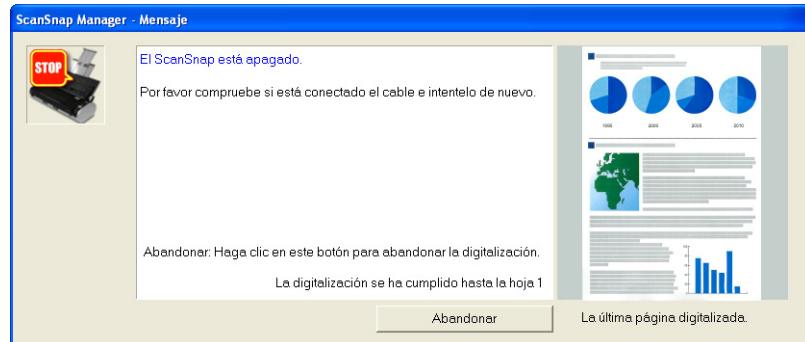 ScanSnap Manager - Mensaje
STOP
El ScanSnap está apagado.
Por favor compruebe si está conectado el cable e intentelo de nuevo.
Abandonar: Haga clic en este botón para abandonar la digitalización.
La digitalización se ha cumplido hasta la hoja 1
Abandonar
La última página digitalizada.